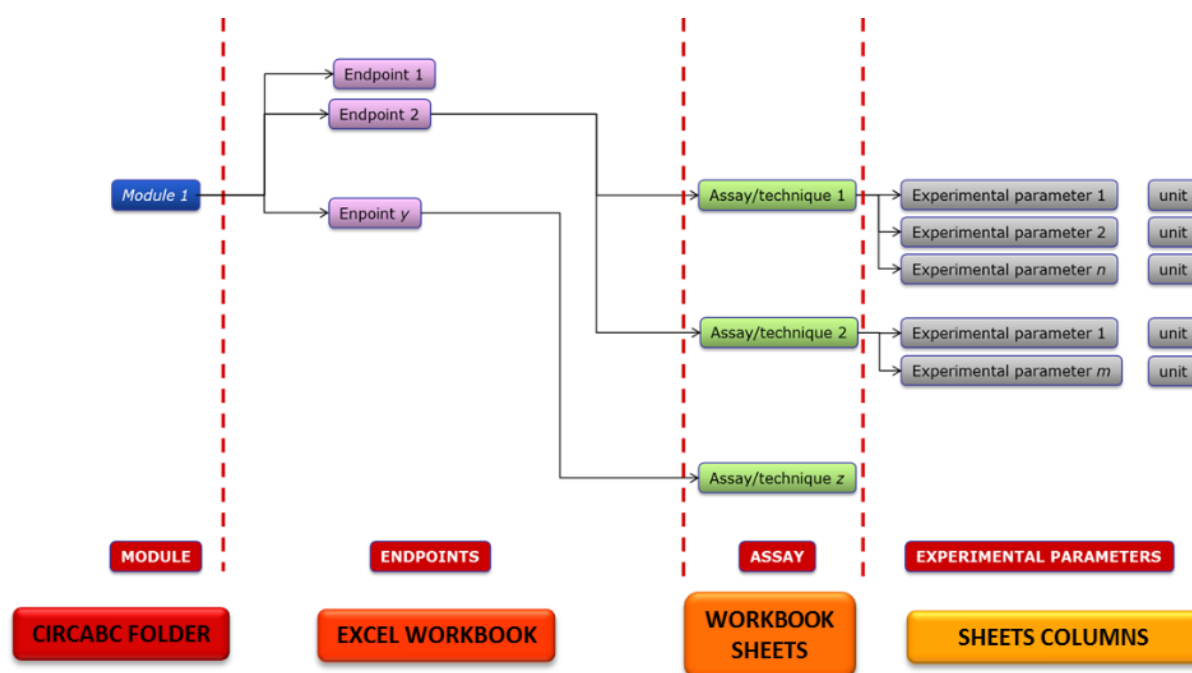 Endpoint 1
Endpoint 2
Module 1
Enpoint y
Assay/technique 1
Experimental parameter 1
unit
Experimental parameter 2
unit
Experimental parameter n
unit
Assay/technique 2
Experimental parameter 1
unit
Experimental parameter m
unit
Assay/technique z
MODULE
ENDPOINTS
ASSAY
EXPERIMENTAL PARAMETERS
CIRCABC FOLDER
EXCEL WORKBOOK
WORKBOOK
SHEETS
SHEETS COLUMNS